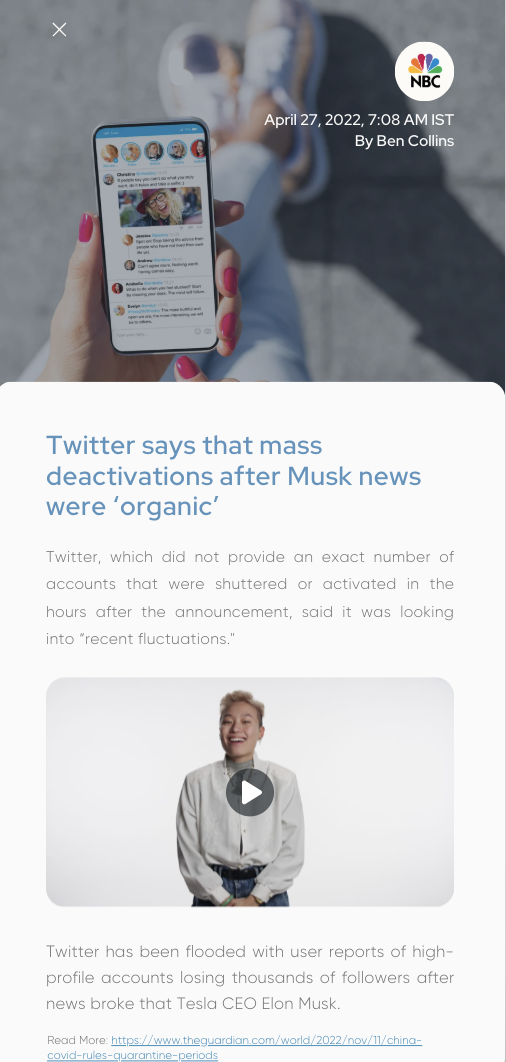 NBC
April 27, 2022, 7:08 AM IST
By Ben Collins
Twitter says that mass
deactivations after Musk news
were ‘organic’
Twitter, which did not provide an exact number of
accounts that were shuttered or activated in the
hours after the announcement, said it was looking
into “recent fluctuations."
Twitter has been flooded with user reports of high-
profile accounts losing thousands of followers after
news broke that Tesla CEO Elon Musk.
Read More: https://www.theguardian.com/world/2022/nov/11/china-
covid-rules-quarantine-periods